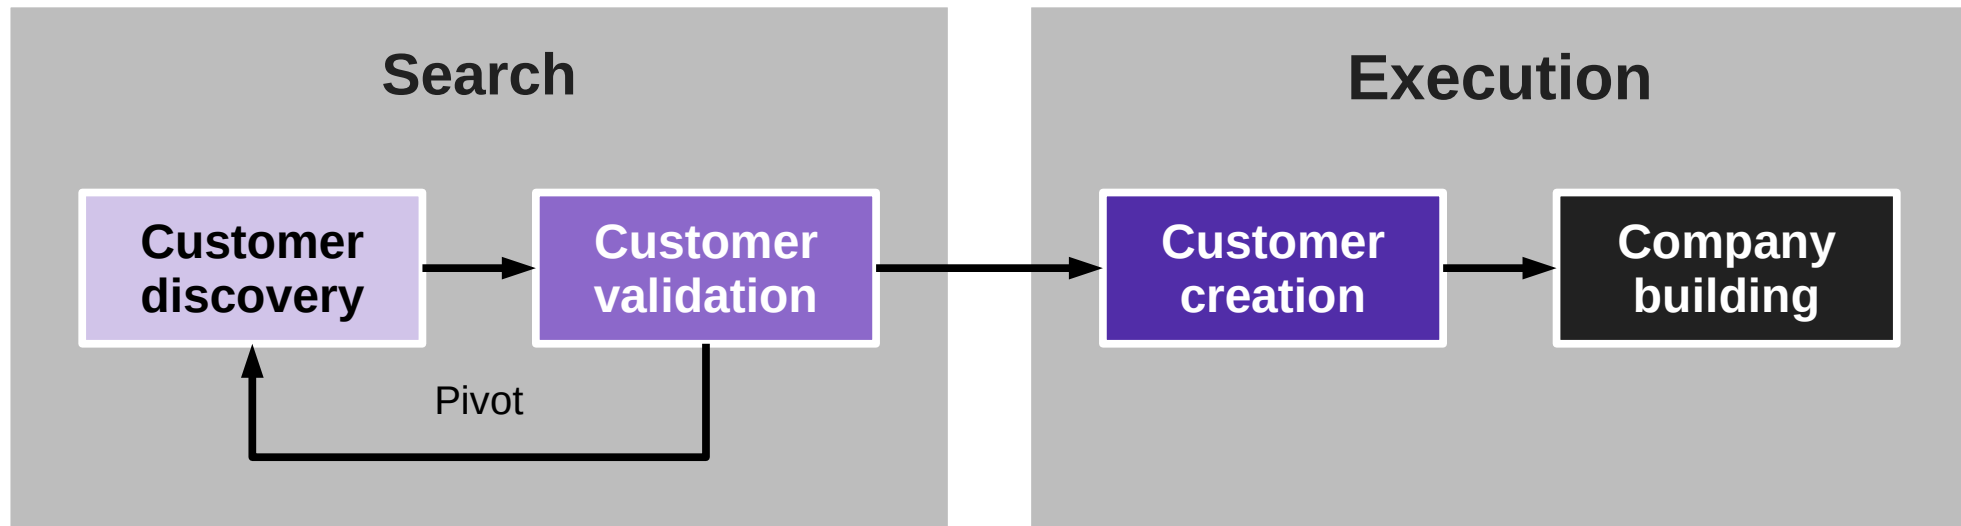 Search
Customer
discovery
Customer
validation
Pivot
Execution
Customer
creation
Company
building